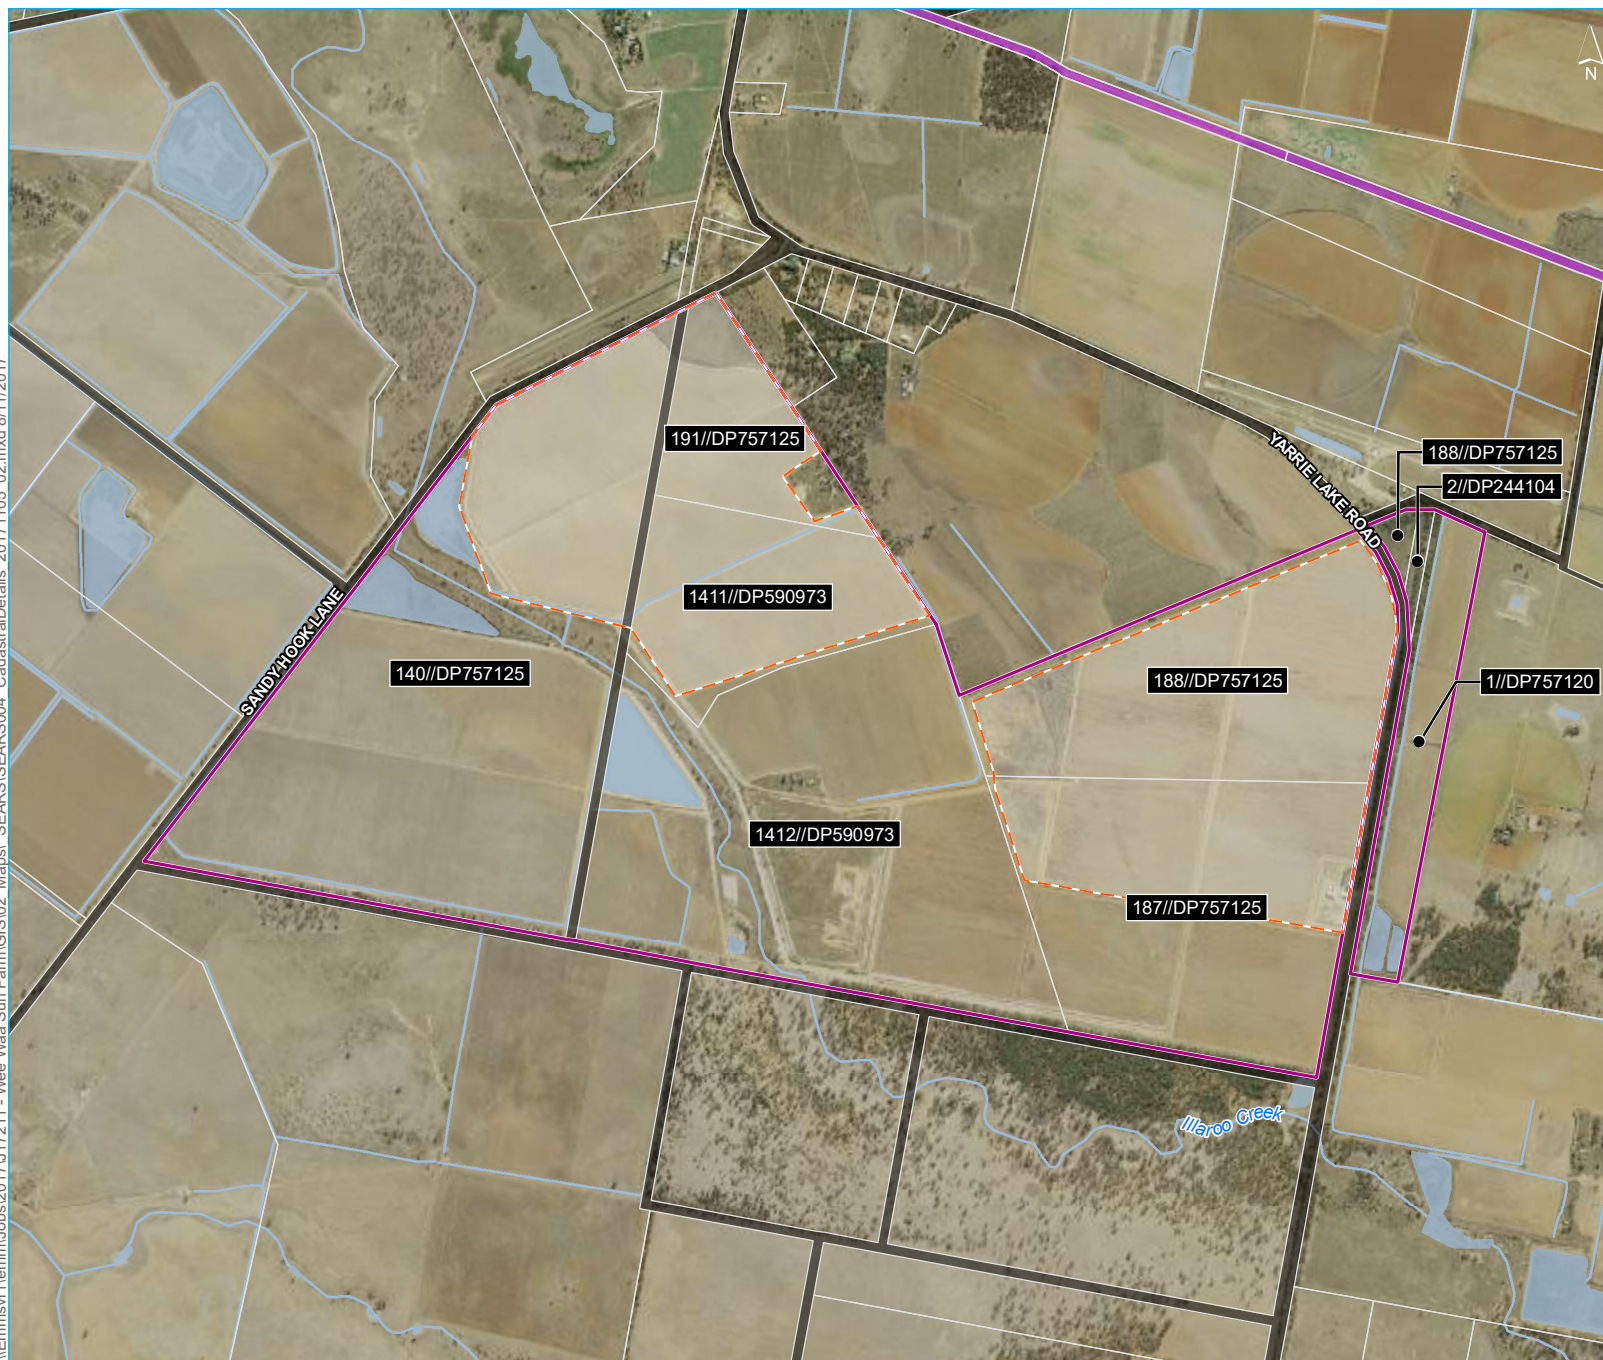 N
191//DP757125
188//DP757125
2//DP244104
YARRIE LAKE ROAD
1411//DP590973
SANDY HOOK LANE
140//DP757125
188//DP757125
1//DP757120
1412//DP590973
187//DP757125
Illaroo Creek